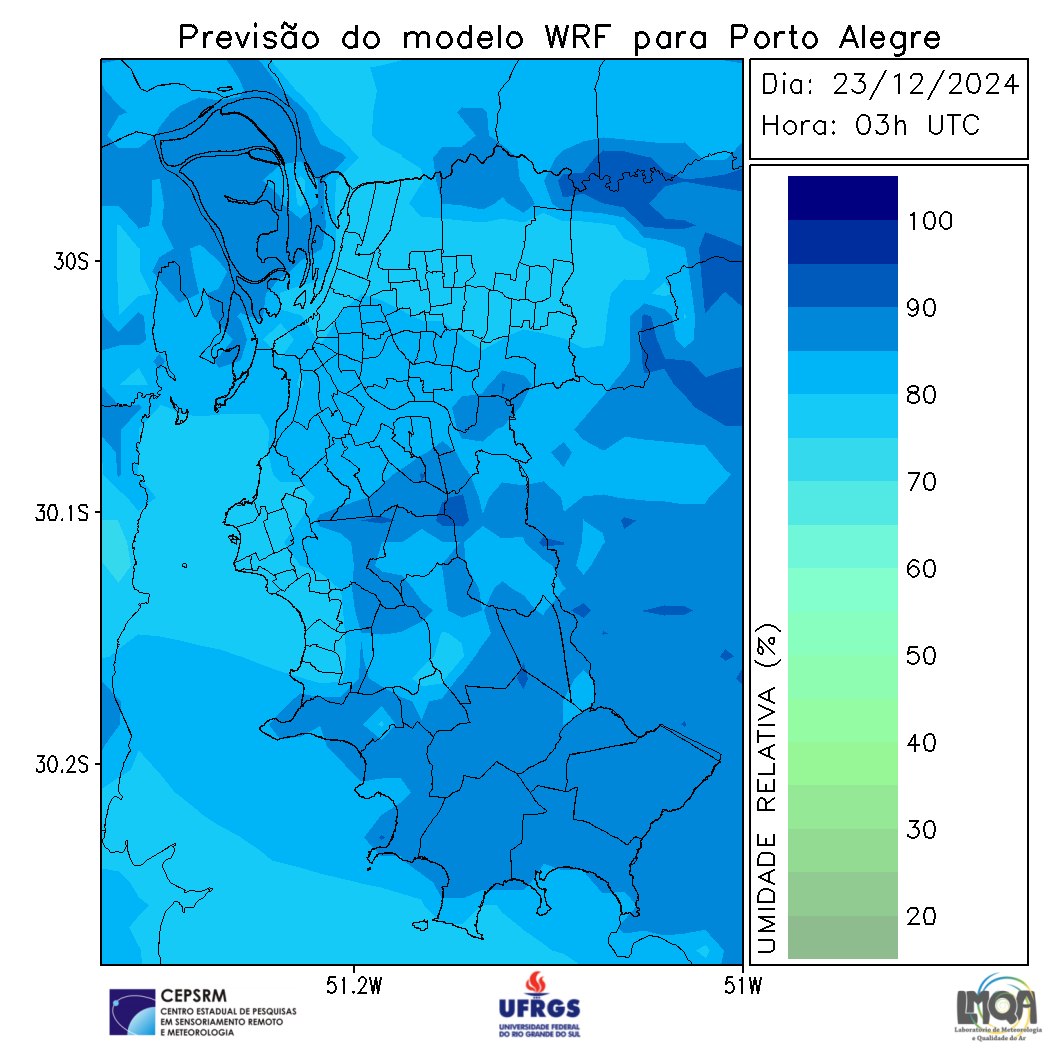 Previsão do modelo WRF para Porto Alegre
Dia: 23/12/2024
Hora: 03h UTC
100
90
80
70
60
50
40
30
20
UMIDADE RELATIVA (%)
30S
30.1S
30.2S
51.2W
51W
CEPSRM
CENTRO ESTADUAL DE PESQUISAS
EM SENSORIAMENTO REMOTO
E METEOROLOGIA
UFRGS
UNIVERSIDADE FEDERAL
DO RIO GRANDE DO SUL
LMQA
Laboratório de Meteorologia
e Qualidade do Ar